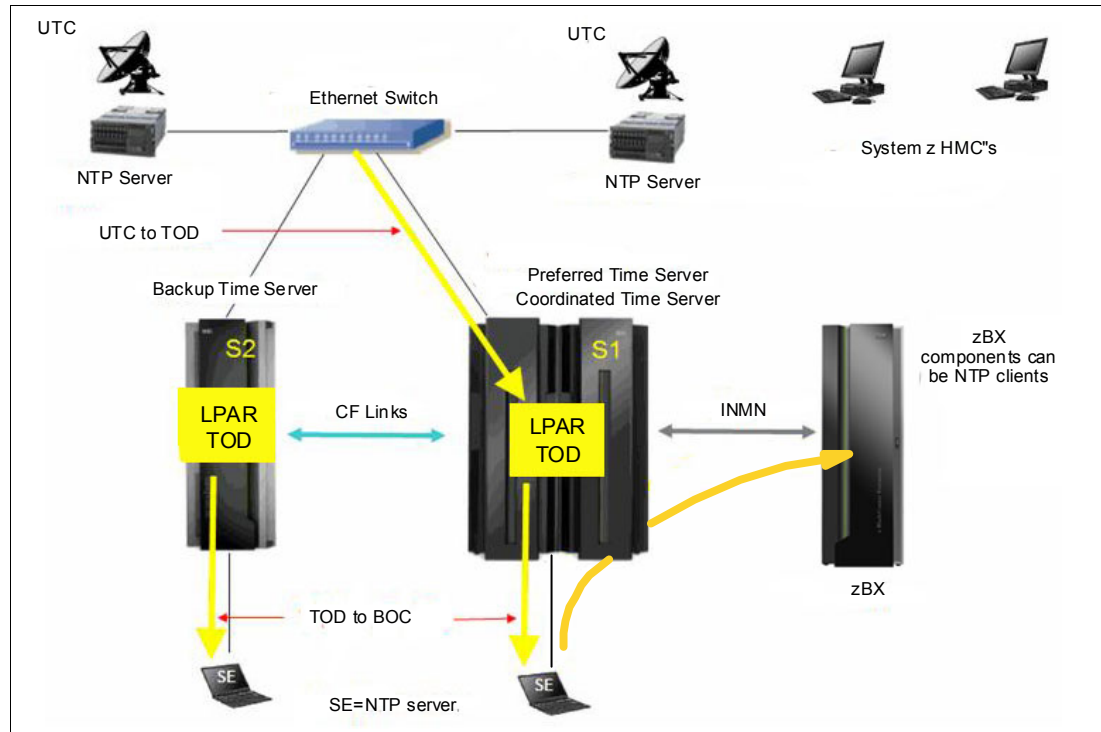 UTC
UTC
Ethernet Switch
NTP Server
NTP Server
System z HMC"s
UTC to TOD
Backup Time Server
Preferred Time Server
Coordinated Time Server
S2
S1
zBX
components can
be NTP clients
LPAR
TOD
CF Links
LPAR
TOD
INMN
zBX
TOD to BOC
SE
SE
SE=NTP server